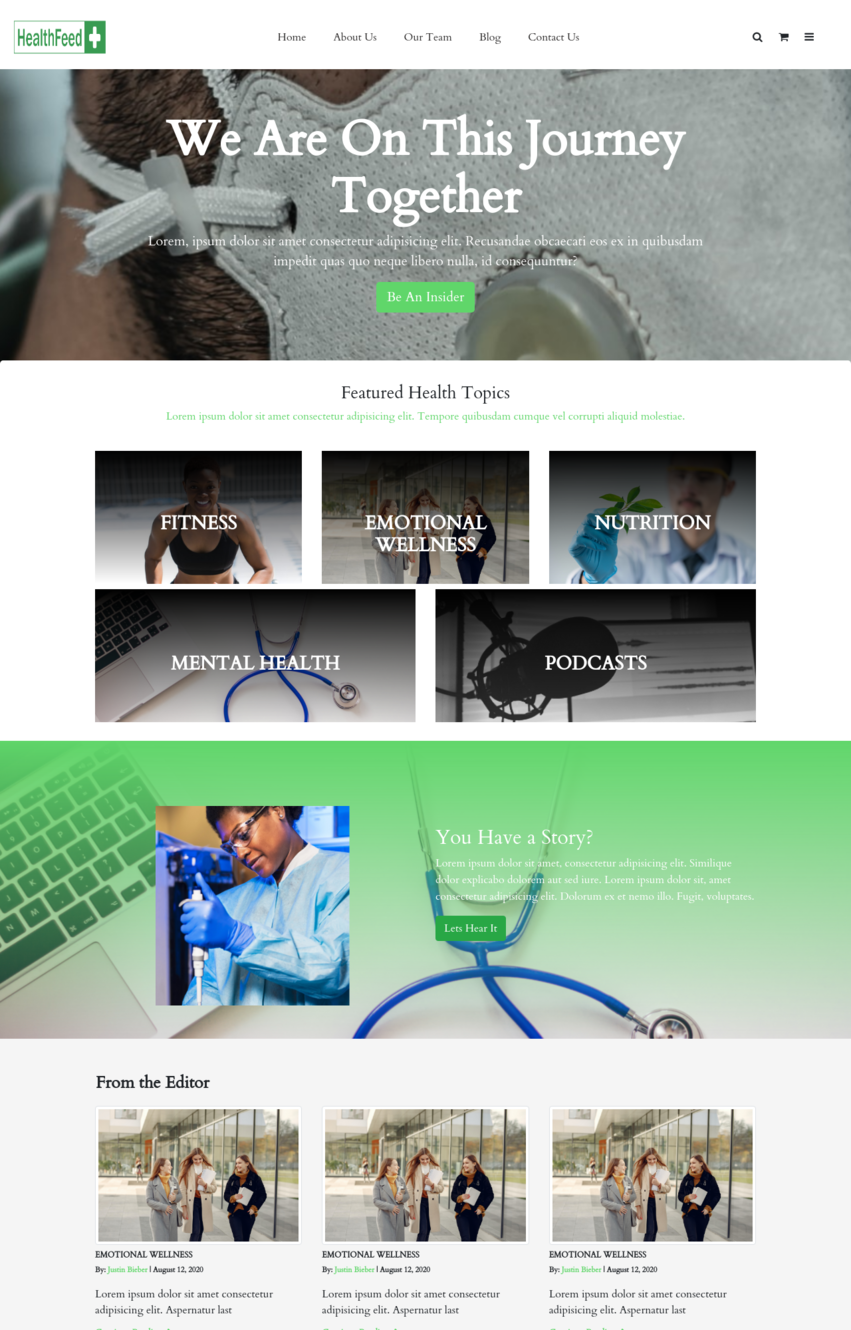 HealthFeed
Home About Us Our Team Blog Contact Us
We Are On This Journey
Together
Lorem, ipsum dolor sit amet consectetur adipisicing elit. Recusandae obcaecati eos ex in quibusdam
impedit quas quo neque libero nulla, id consequuntur?
Be An Insider
Featured Health Topics
Lorem ipsum dolor sit amet consectetur adipisicing elit. Tempore quibusdam cumque vel corrupti aliquid molestiae.
FITNESS
EMOTIONAL
WELLNESS
NUTRITION
MENTAL HEALTH
PODCASTS
You Have a Story?
Lorem ipsum dolor sit amet, consectetur adipisicing elit. Similique
dolor explicabo dolorem aut sed iure. Lorem ipsum dolor sit, amet
consectetur adipisicing elit. Dolorum ex et nemo illo. Fugit, voluptates.
Lets Hear It
From the Editor
EMOTIONAL WELLNESS
By: Justin Bieber | August 12, 2020
Lorem ipsum dolor sit amet consectetur
adipisicing elit. Aspernatur last
EMOTIONAL WELLNESS
By: Justin Bieber | August 12, 2020
Lorem ipsum dolor sit amet consectetur
adipisicing elit. Aspernatur last
EMOTIONAL WELLNESS
By: Justin Bieber | August 12, 2020
Lorem ipsum dolor sit amet consectetur
adipisicing elit. Aspernatur last